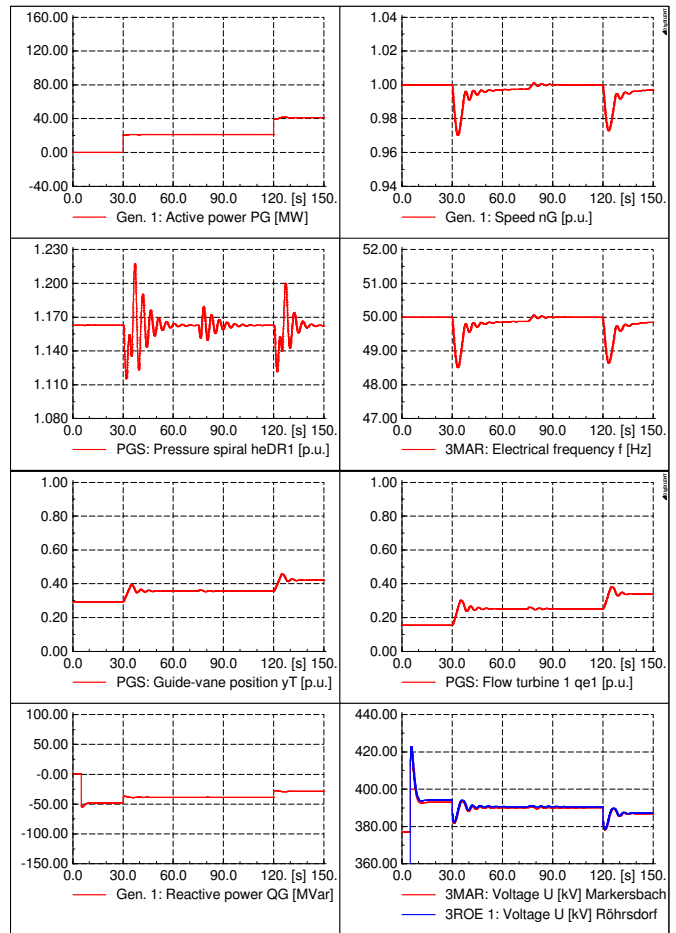 160.00
120.00
80.00
40.00
0.00
-40.00
0.0 30.0 60.0 90.0 120. [s] 150.
Gen. 1: Active power PG [MW]
1.04
1.02
1.00
0.98
0.96
0.94
0.0 30.0 60.0 90.0 120. [s] 150.
Gen. 1: Speed nG [p.u.]
DIgSILENT
1.230
1.200
1.170
1.140
1.110
1.080
0.0 30.0 60.0 90.0 120. [s] 150.
PGS: Pressure spiral heDR1 [p.u.]
52.00
51.00
50.00
49.00
48.00
47.00
0.0 30.0 60.0 90.0 120. [s] 150.
3MAR: Electrical frequency f [Hz]
1.00
0.80
0.60
0.40
0.20
0.00
0.0 30.0 60.0 90.0 120. [s] 150.
PGS: Guide-vane position yT [p.u.]
1.00
0.80
0.60
0.40
0.20
0.00
0.0 30.0 60.0 90.0 120. [s] 150.
PGS: Flow turbine 1 qe1 [p.u.]
DIgSILENT
100.00
50.00
-0.00
-50.00
-100.00
-150.00
0.0 30.0 60.0 90.0 120. [s] 150.
Gen. 1: Reactive power QG [MVar]
440.00
420.00
400.00
380.00
360.00
0.0 30.0 60.0 90.0 120. [s] 150.
3MAR: Voltage U [kV] Markersbach
3ROE 1: Voltage U [kV] Röhrsdorf